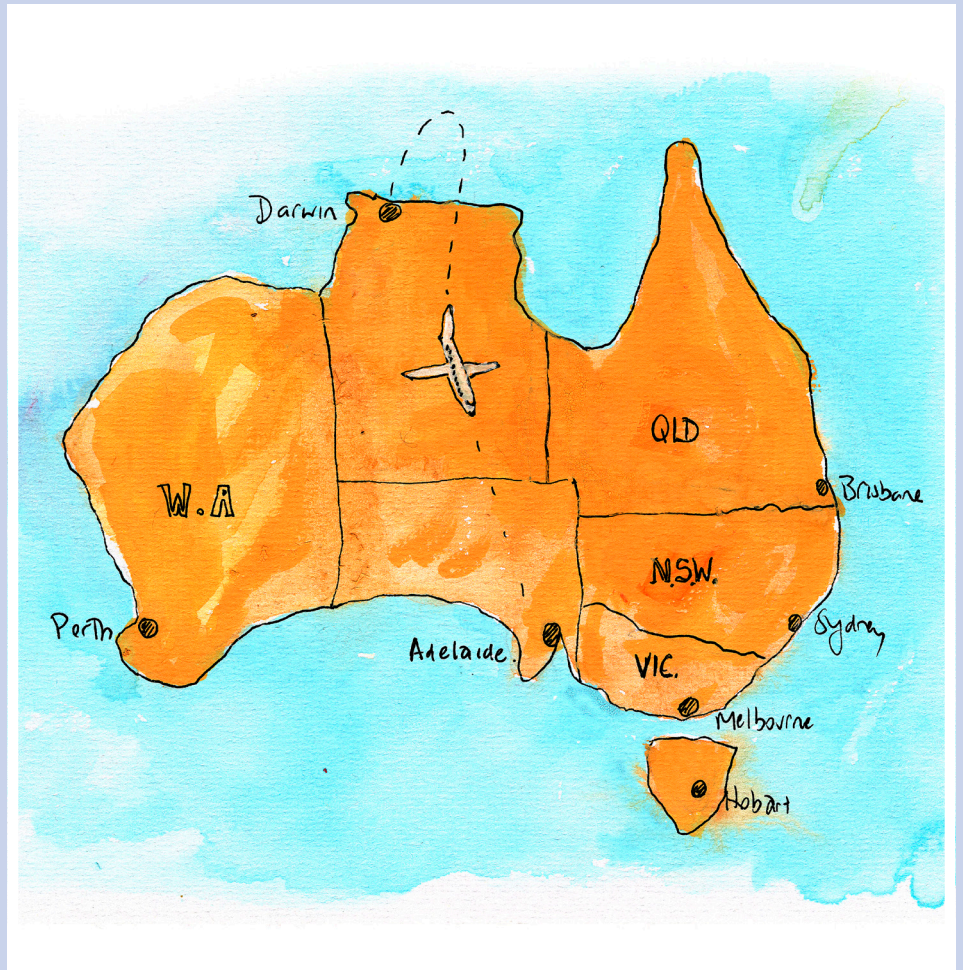 Darwin
QLD
W.A
Brisbane
N.S.W.
Perth
Sydney
Adelaide.
VIC.
Melbourne
Hobart